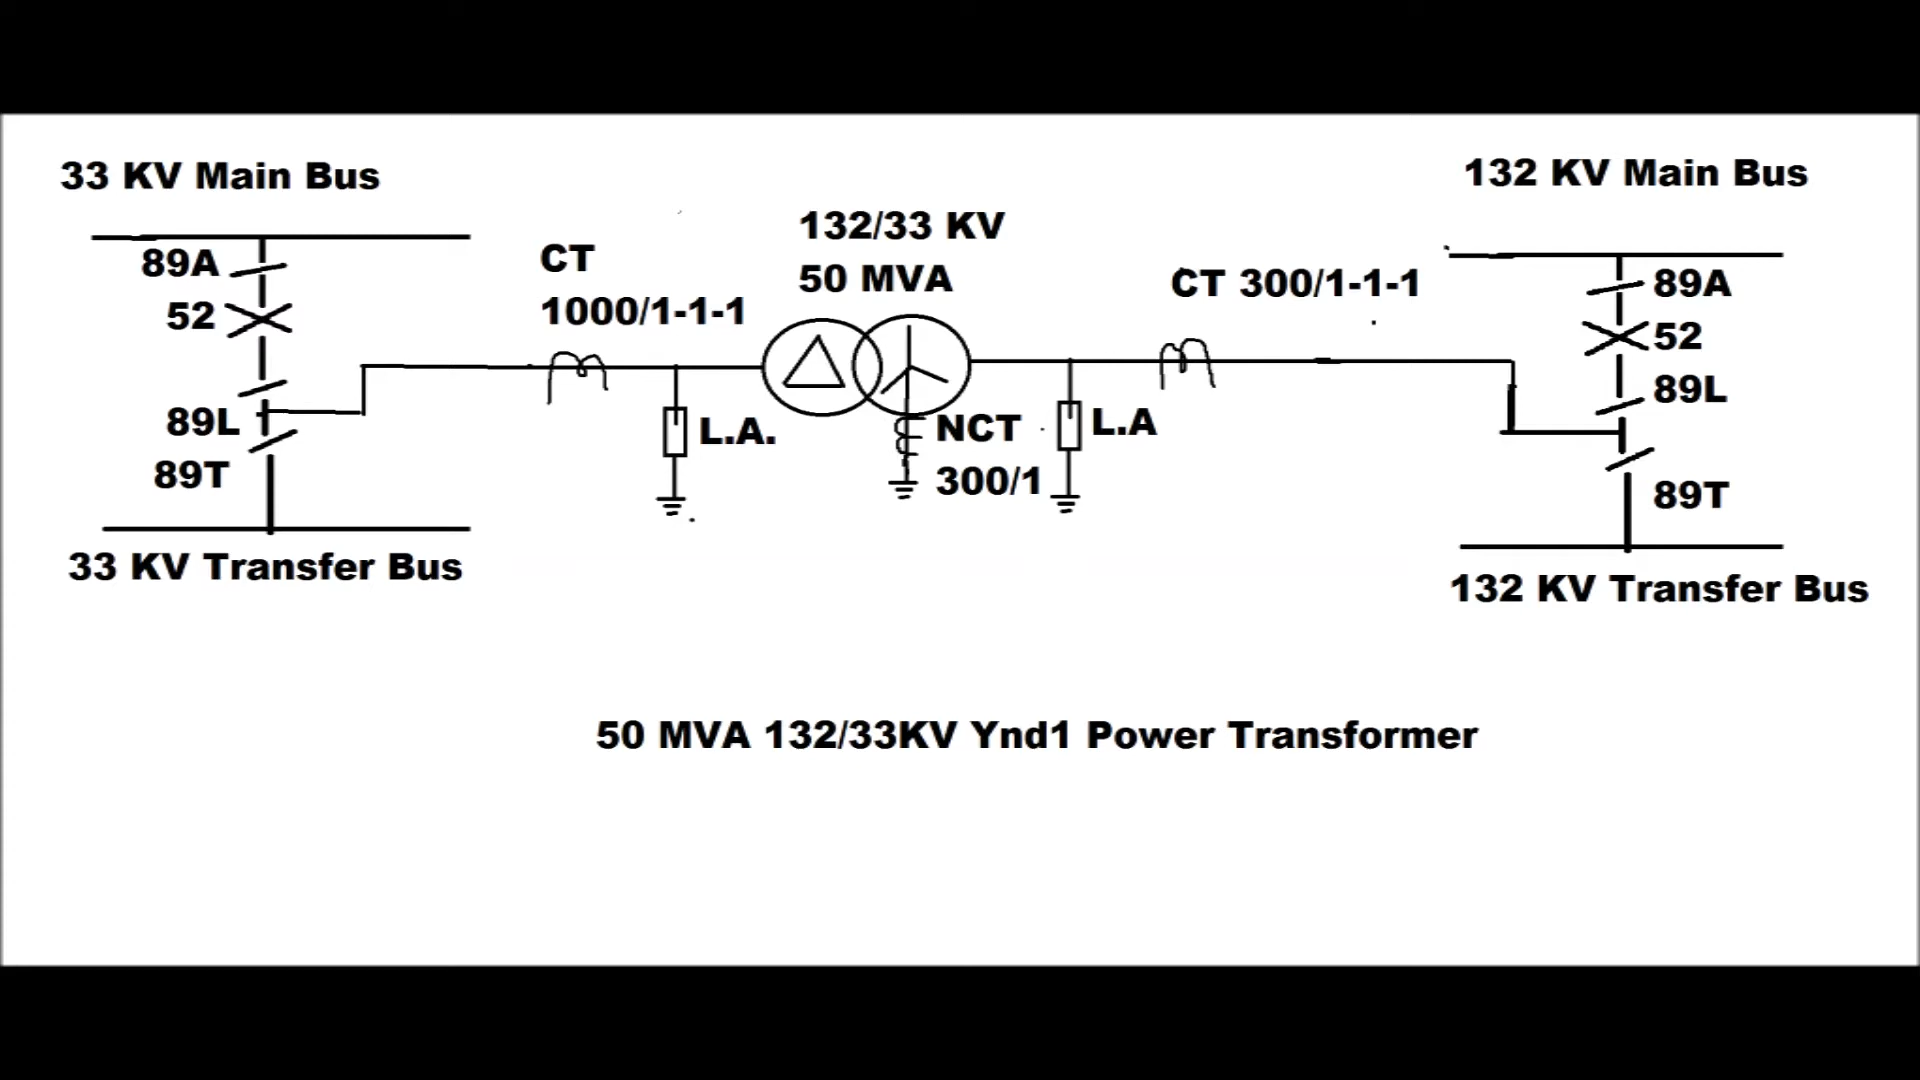 33 KV Main Bus
89A
52
89L
89T
33 KV Transfer Bus
CT
1000/1-1-1
L.A.
132/33 KV
50 MVA
NCT
300/1
L.A
CT 300/1-1-1
132 KV Main Bus
89A
52
89L
89T
132 KV Transfer Bus
50 MVA 132/33KV Ynd1 Power Transformer